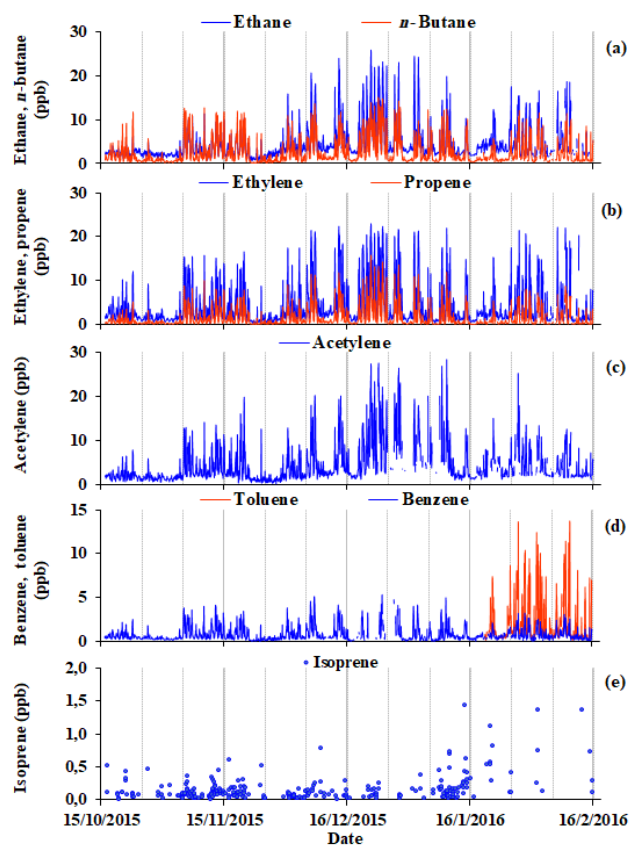 Ethane n-Butane
(a)
Ethane, n-butane
(ppb)
30
20
10
0
Ethylene Propene
(b)
Ethylene, propene
(ppb)
30
20
10
0
Acetylene
(c)
Acetylene (ppb)
30
20
10
0
Toluene Benzene
(d)
Benzene, toluene
(ppb)
15
10
5
0
Isoprene
(e)
Isoprene (ppb)
2,0
1,5
1,0
0,5
0,0
15/10/2015 15/11/2015 16/12/2015 16/1/2016 16/2/2016
Date